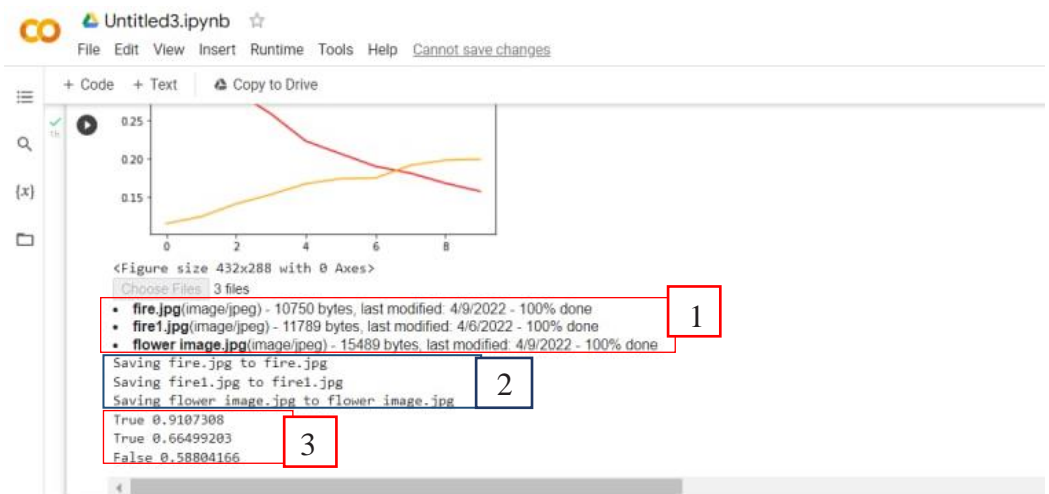 CO Untitled3.ipynb
File Edit View Insert Runtime Tools Help Cannot save changes
+ Code + Text Copy to Drive
{x}
1h
0.25
0.20
0.15
0 2 4 6 8
<Figure size 432x288 with 0 Axes>
Choose Files 3 files
• fire.jpg(image/jpeg) - 10750 bytes, last modified: 4/9/2022 - 100% done
• fire1.jpg(image/jpeg) - 11789 bytes, last modified: 4/6/2022 - 100% done
• flower image.jpg(image/jpeg) - 15489 bytes, last modified: 4/9/2022 - 100% done
1
Saving fire.jpg to fire.jpg
Saving fire1.jpg to fire1.jpg
Saving flower image.jpg to flower image.jpg
2
True 0.9107308
True 0.66499203
False 0.58804166
3